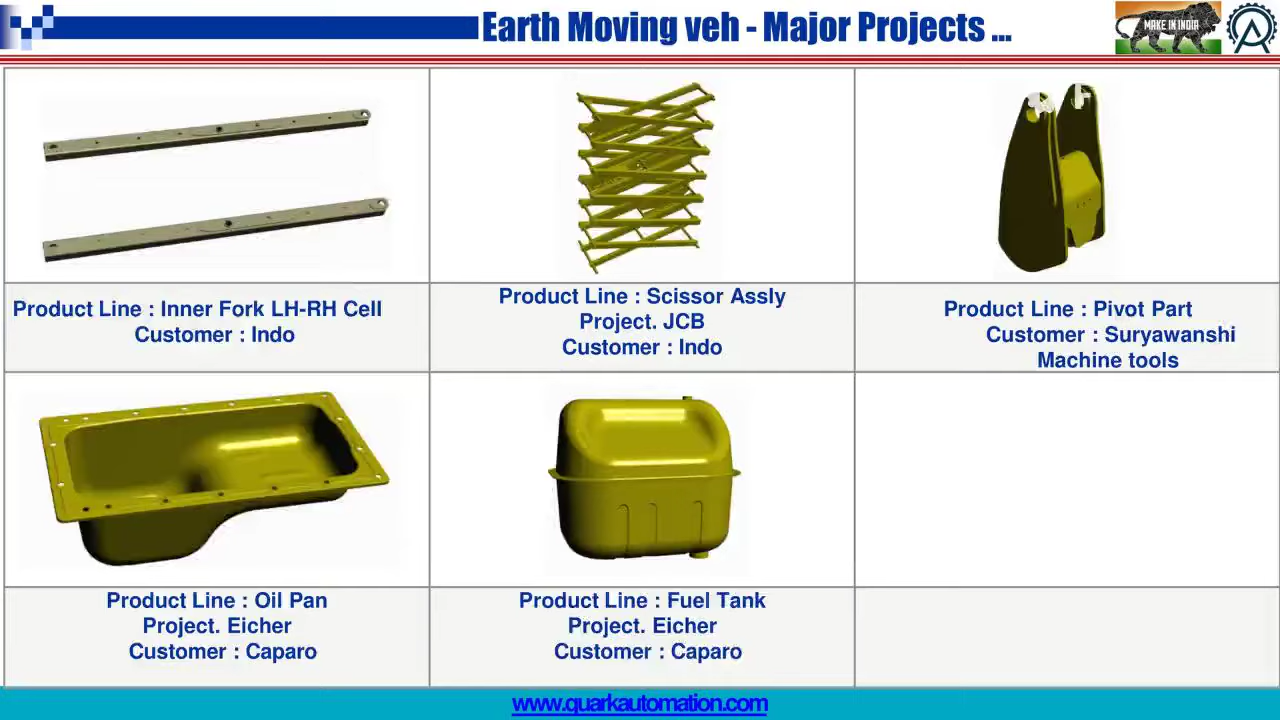 Earth Moving veh - Major Projects ...
MAKE IN INDIA
Product Line : Inner Fork LH-RH Cell
Customer : Indo
Product Line : Scissor Assly
Project. JCB
Customer : Indo
Product Line : Pivot Part
Customer : Suryawanshi
Machine tools
Product Line : Oil Pan
Project. Eicher
Customer : Caparo
Product Line : Fuel Tank
Project. Eicher
Customer : Caparo
www.quarkautomation.com